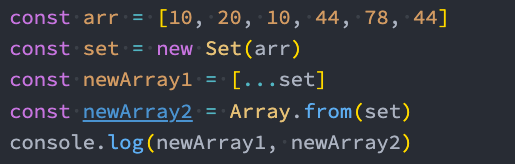 const arr = [10, 20, 10, 44, 78, 44]
const set = new Set(arr)
const newArray1 = [...set]
const newArray2 = Array.from(set)
console.log(newArray1, newArray2)